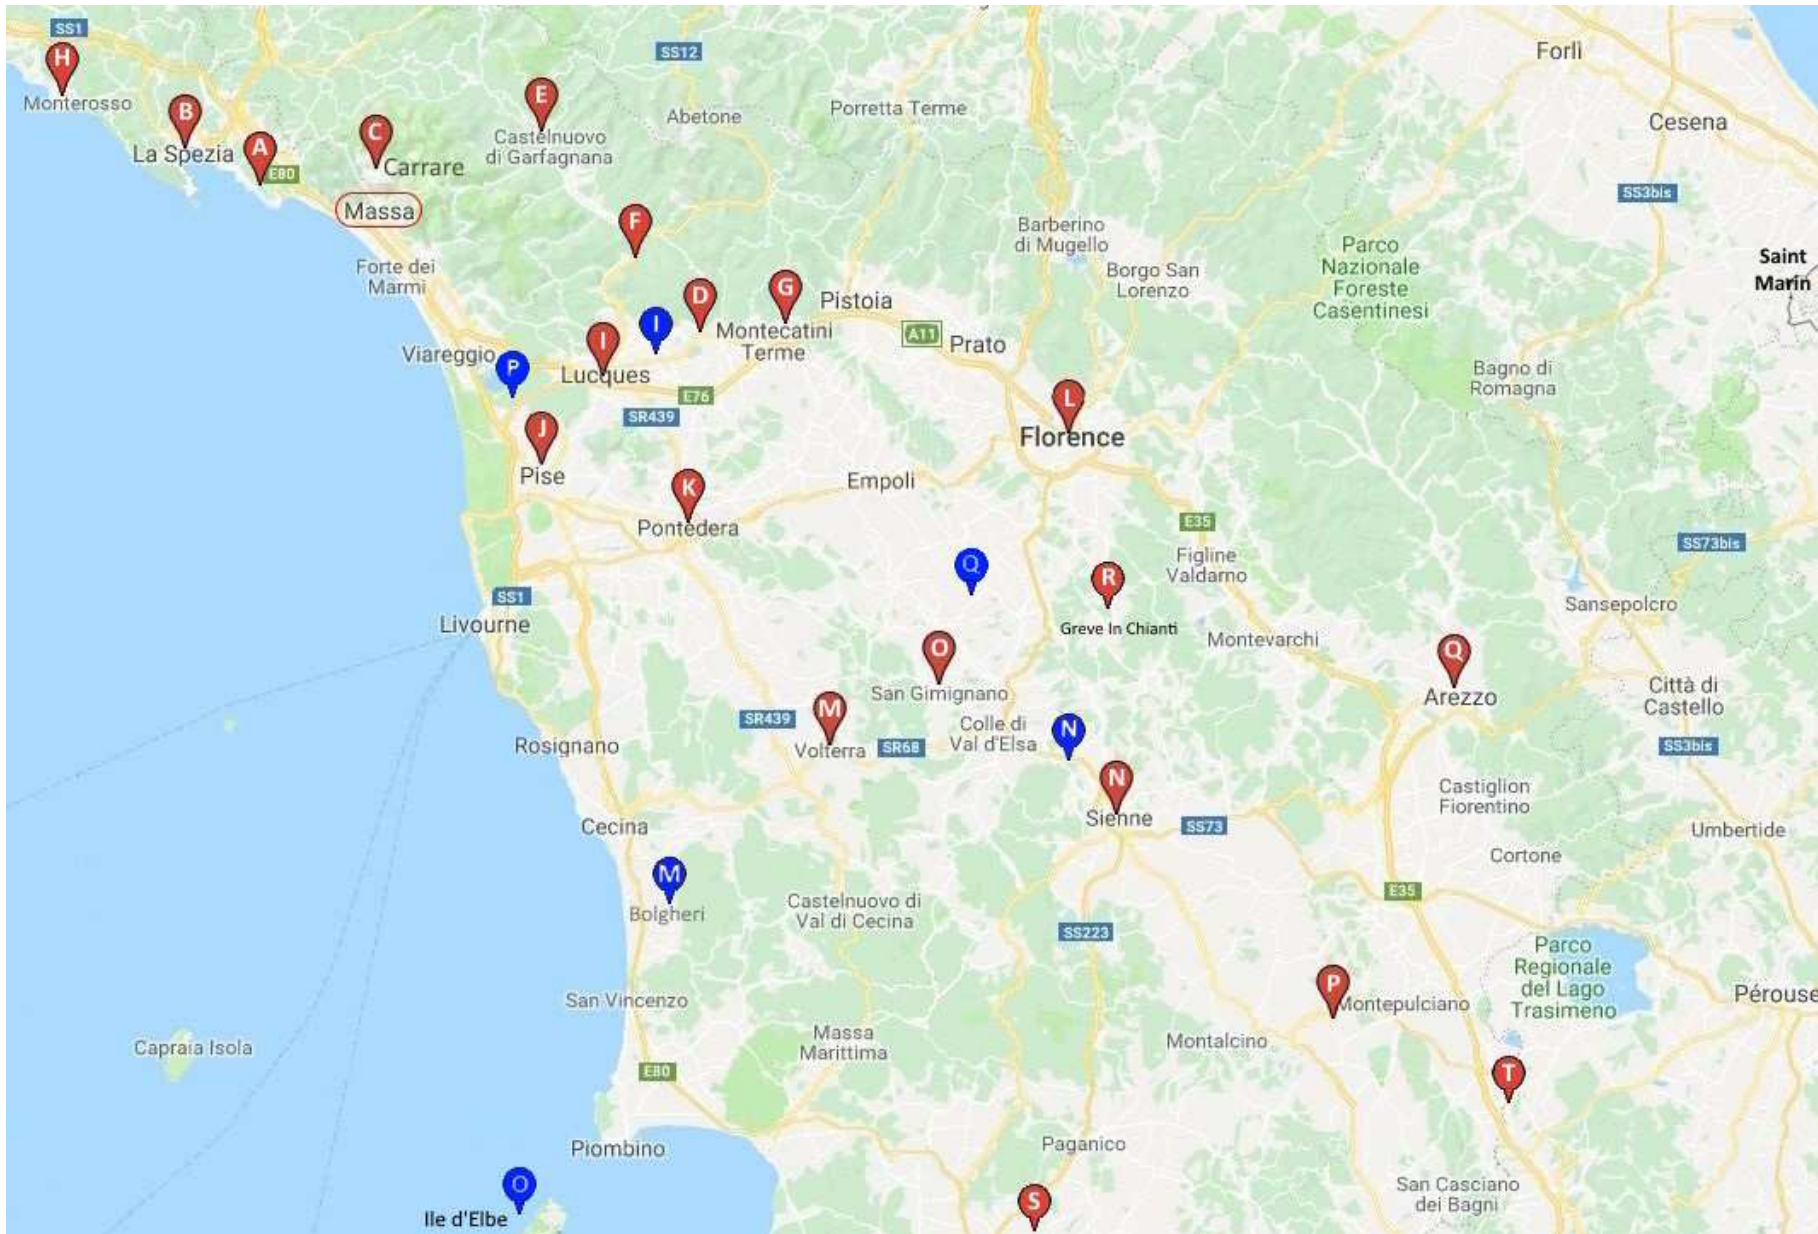 SS1
H
Monterosso
B
La Spezia
A
E80
C
Carrare
Massa
E
Castelnuovo
di Garfagnana
SS12
Abetone
Porretta Terme
Forlì
Cesena
SS3bis
Forte dei
Marmi
F
D
G
Pistoia
Montecatini
Terme
I
I
Lucques
Viareggio
P
E76
SR439
J
Pise
K
Pontedera
A11
Prato
Barberino
di Mugello
Borgo San
Lorenzo
Parco
Nazionale
Foreste
Casentinesi
Saint
Marin
Bagno di
Romagna
L
Florence
Empoli
E35
Figline
Valdarno
SS73bis
Sansepolcro
SS1
Livourne
Q
R
Greve In Chianti
Montevarchi
O
San Gimignano
Q
Arezzo
Città di
Castello
SS3bis
SR439
M
Volterra
SR68
Colle di
Val d'Elsa
N
N
Sienne
SS73
Rosignano
Cecina
Castiglion
Fiorentino
Umbertide
Cortone
E35
M
Bolgheri
Castelnuovo di
Val di Cecina
SS223
Parco
Regionale
del Lago
Trasimeno
Pérouse
San Vincenzo
P
Montepulciano
Massa
Marittima
Montalcino
Capraia Isola
E80
T
Piombino
Paganico
San Casciano
dei Bagni
O
Ile d'Elbe
S